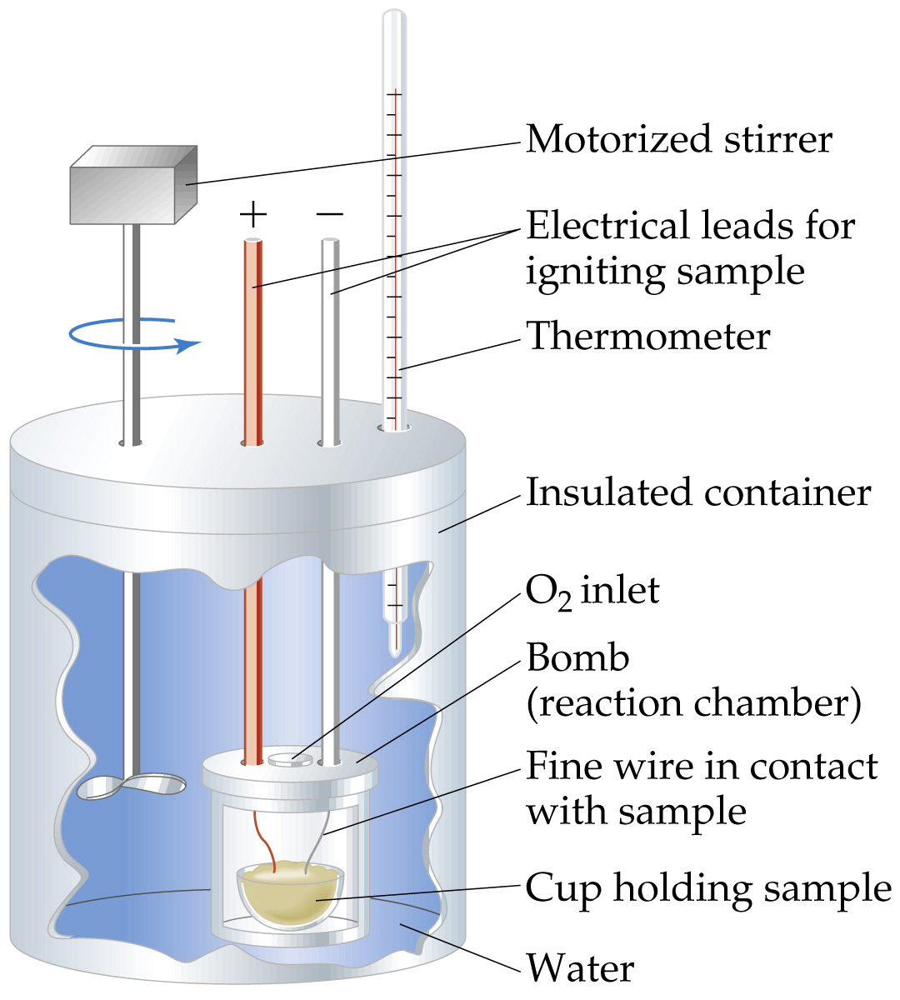 Motorized stirrer
+ −
Electrical leads for
igniting sample
Thermometer
Insulated container
O₂ inlet
Bomb
(reaction chamber)
Fine wire in contact
with sample
Cup holding sample
Water